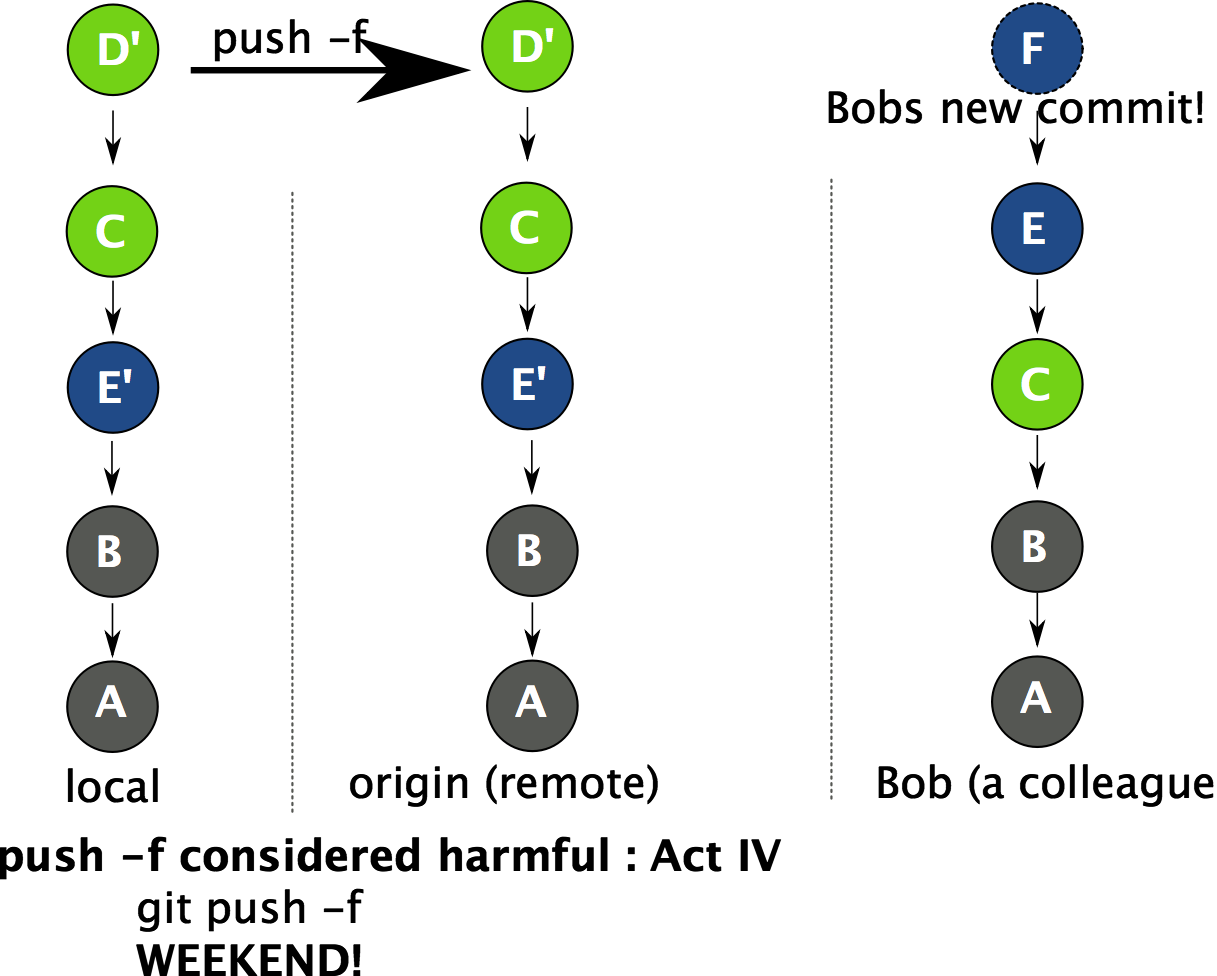 D' push -f D' F
Bobs new commit!
C C E
E' E' C
B B B
A A A
local origin (remote) Bob (a colleague
push -f considered harmful : Act IV
git push -f
WEEKEND!